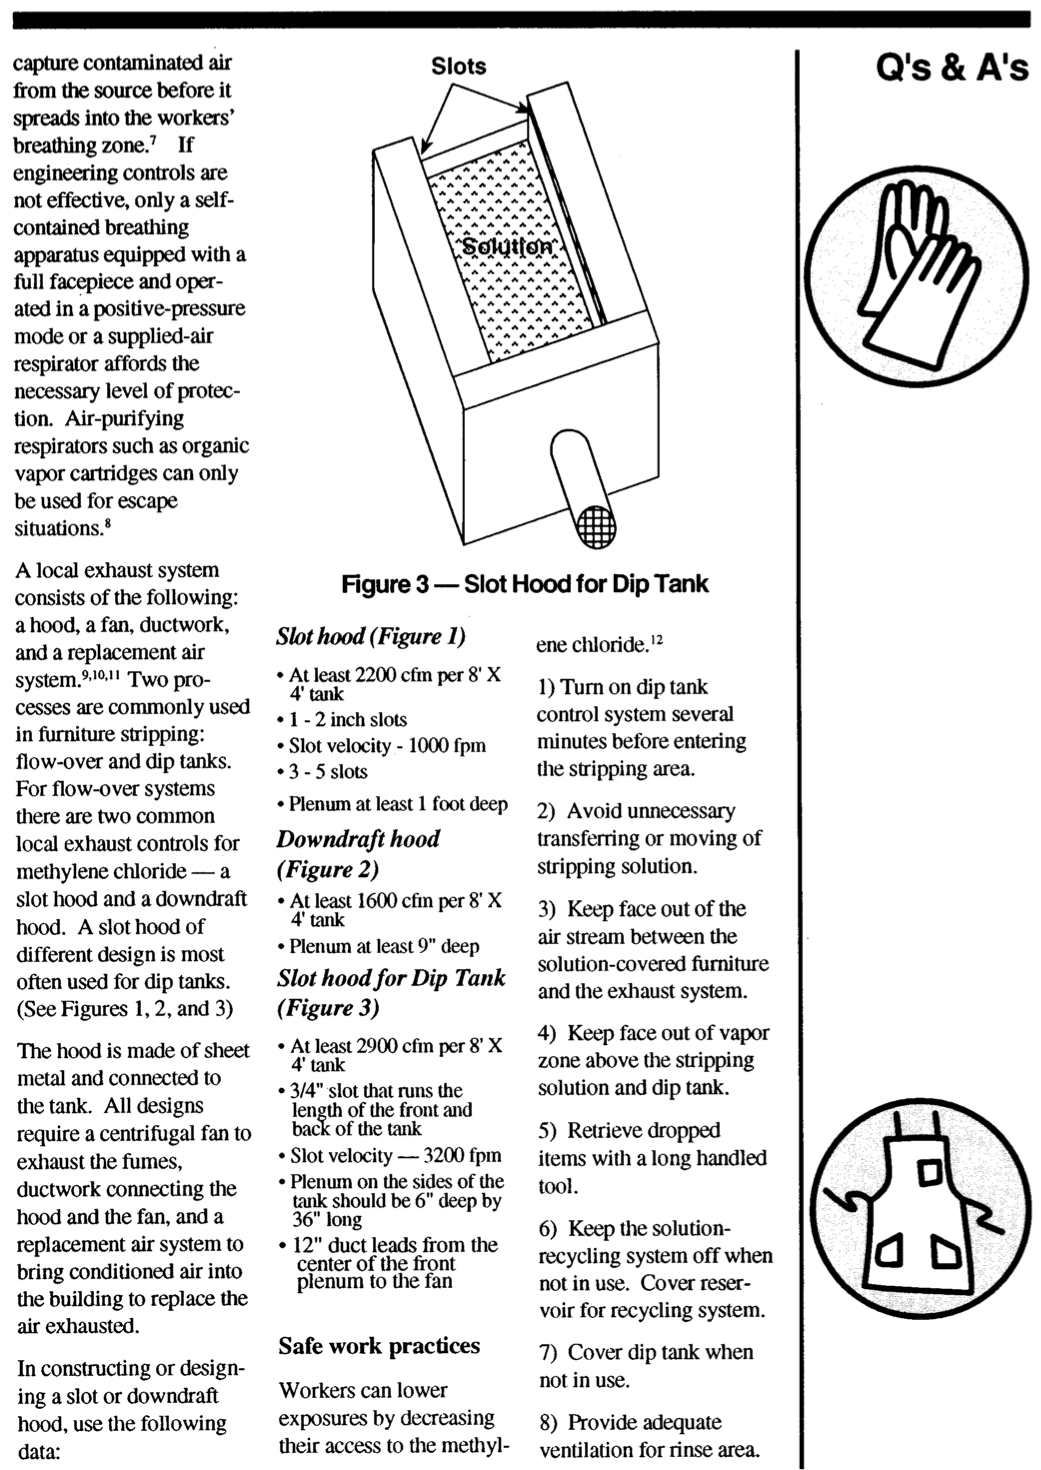 capture contaminated air
from the source before it
spreads into the workers'
breathing zone.⁷ If
engineering controls are
not effective, only a self-
contained breathing
apparatus equipped with a
full facepiece and oper-
ated in a positive-pressure
mode or a supplied-air
respirator affords the
necessary level of protec-
tion. Air-purifying
respirators such as organic
vapor cartridges can only
be used for escape
situations.⁸
A local exhaust system
consists of the following:
a hood, a fan, ductwork,
and a replacement air
system.⁹,¹⁰,¹¹ Two pro-
cesses are commonly used
in furniture stripping:
flow-over and dip tanks.
For flow-over systems
there are two common
local exhaust controls for
methylene chloride — a
slot hood and a downdraft
hood. A slot hood of
different design is most
often used for dip tanks.
(See Figures 1, 2, and 3)
The hood is made of sheet
metal and connected to
the tank. All designs
require a centrifugal fan to
exhaust the fumes,
ductwork connecting the
hood and the fan, and a
replacement air system to
bring conditioned air into
the building to replace the
air exhausted.
In constructing or design-
ing a slot or downdraft
hood, use the following
data:
Slots
Solution
Figure 3 — Slot Hood for Dip Tank
Slot hood (Figure 1)
• At least 2200 cfm per 8' X
4' tank
• 1 - 2 inch slots
• Slot velocity - 1000 fpm
• 3 - 5 slots
• Plenum at least 1 foot deep
Downdraft hood
(Figure 2)
• At least 1600 cfm per 8' X
4' tank
• Plenum at least 9" deep
Slot hood for Dip Tank
(Figure 3)
• At least 2900 cfm per 8' X
4' tank
• 3/4" slot that runs the
length of the front and
back of the tank
• Slot velocity — 3200 fpm
• Plenum on the sides of the
tank should be 6" deep by
36" long
• 12" duct leads from the
center of the front
plenum to the fan
Safe work practices
Workers can lower
exposures by decreasing
their access to the methyl-
ene chloride.¹²
1) Turn on dip tank
control system several
minutes before entering
the stripping area.
2) Avoid unnecessary
transferring or moving of
stripping solution.
3) Keep face out of the
air stream between the
solution-covered furniture
and the exhaust system.
4) Keep face out of vapor
zone above the stripping
solution and dip tank.
5) Retrieve dropped
items with a long handled
tool.
6) Keep the solution-
recycling system off when
not in use. Cover reser-
voir for recycling system.
7) Cover dip tank when
not in use.
8) Provide adequate
ventilation for rinse area.
Q's & A's